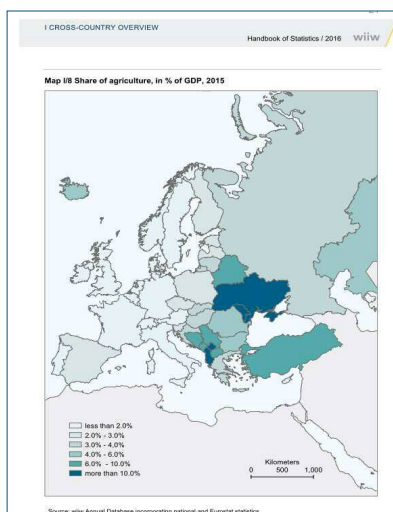 I CROSS-COUNTRY OVERVIEW
Handbook of Statistics / 2016 wiiw
Map I/8 Share of agriculture, in % of GDP, 2015
less than 2.0%
2.0% - 3.0%
3.0% - 4,0%
4.0% - 6.0%
6.0% - 10.0%
more than 10.0%
Kilometers
0 500 1,000
Source: wiiw Annual Database incorporating national and Eurostat statistics